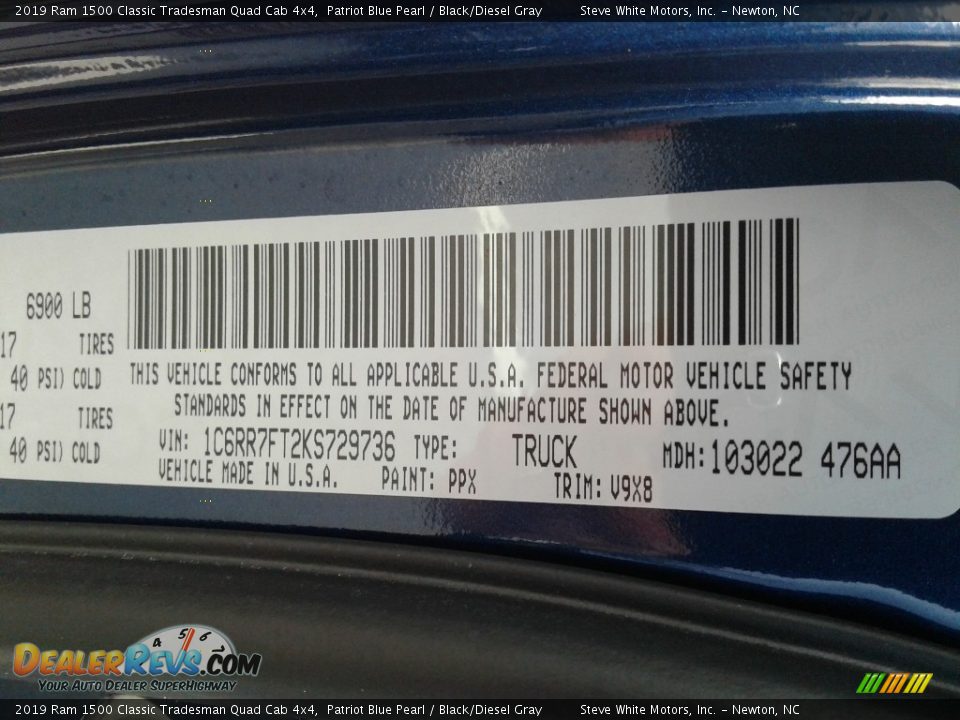 2019 Ram 1500 Classic Tradesman Quad Cab 4x4,  Patriot Blue Pearl / Black/Diesel Gray Steve White Motors, Inc. – Newton, NC
6900 LB
17 TIRES
40 PSI) COLD
17 TIRES
40 PSI) COLD
THIS VEHICLE CONFORMS TO ALL APPLICABLE U.S.A. FEDERAL MOTOR VEHICLE SAFETY
STANDARDS IN EFFECT ON THE DATE OF MANUFACTURE SHOWN ABOVE.
VIN: 1C6RR7FT2KS729736 TYPE: TRUCK MDH:103022 476AA
VEHICLE MADE IN U.S.A. PAINT: PPX TRIM: V9X8
4 5 6
DEALERREVS.COM
YOUR AUTO DEALER SUPERHIGHWAY
2019 Ram 1500 Classic Tradesman Quad Cab 4x4,  Patriot Blue Pearl / Black/Diesel Gray Steve White Motors, Inc. – Newton, NC